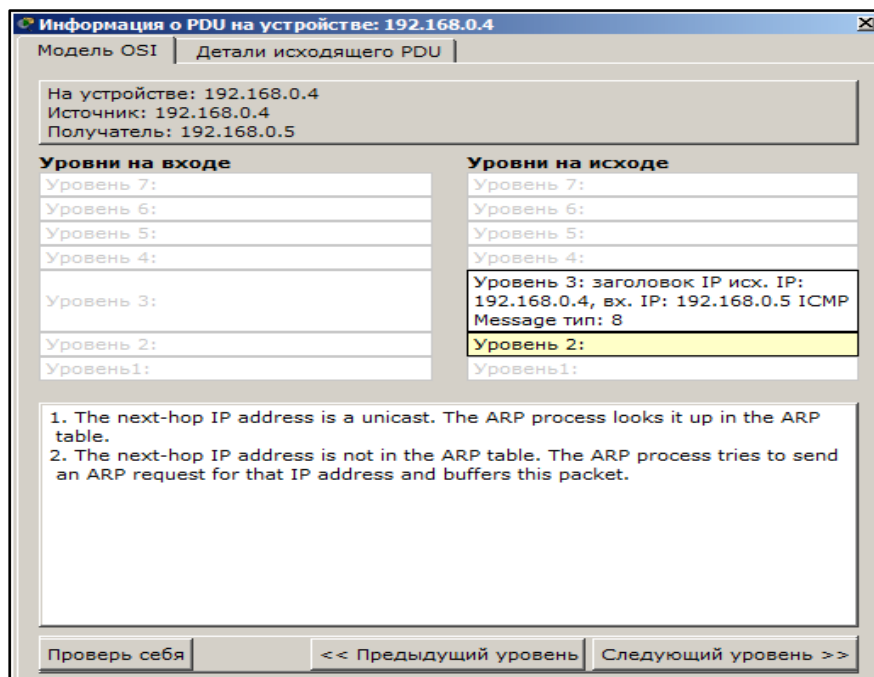 Информация о PDU на устройстве: 192.168.0.4
Модель OSI
Детали исходящего PDU
На устройстве: 192.168.0.4
Источник: 192.168.0.4
Получатель: 192.168.0.5
Уровни на входе
Уровень 7:
Уровень 6:
Уровень 5:
Уровень 4:
Уровень 3:
Уровень 2:
Уровень1:
Уровни на исходе
Уровень 7:
Уровень 6:
Уровень 5:
Уровень 4:
Уровень 3: заголовок IP исх. IP:
192.168.0.4, вх. IP: 192.168.0.5 ICMP
Message тип: 8
Уровень 2:
Уровень1:
1. The next-hop IP address is a unicast. The ARP process looks it up in the ARP
table.
2. The next-hop IP address is not in the ARP table. The ARP process tries to send
an ARP request for that IP address and buffers this packet.
Проверь себя
<< Предыдущий уровень
Следующий уровень >>